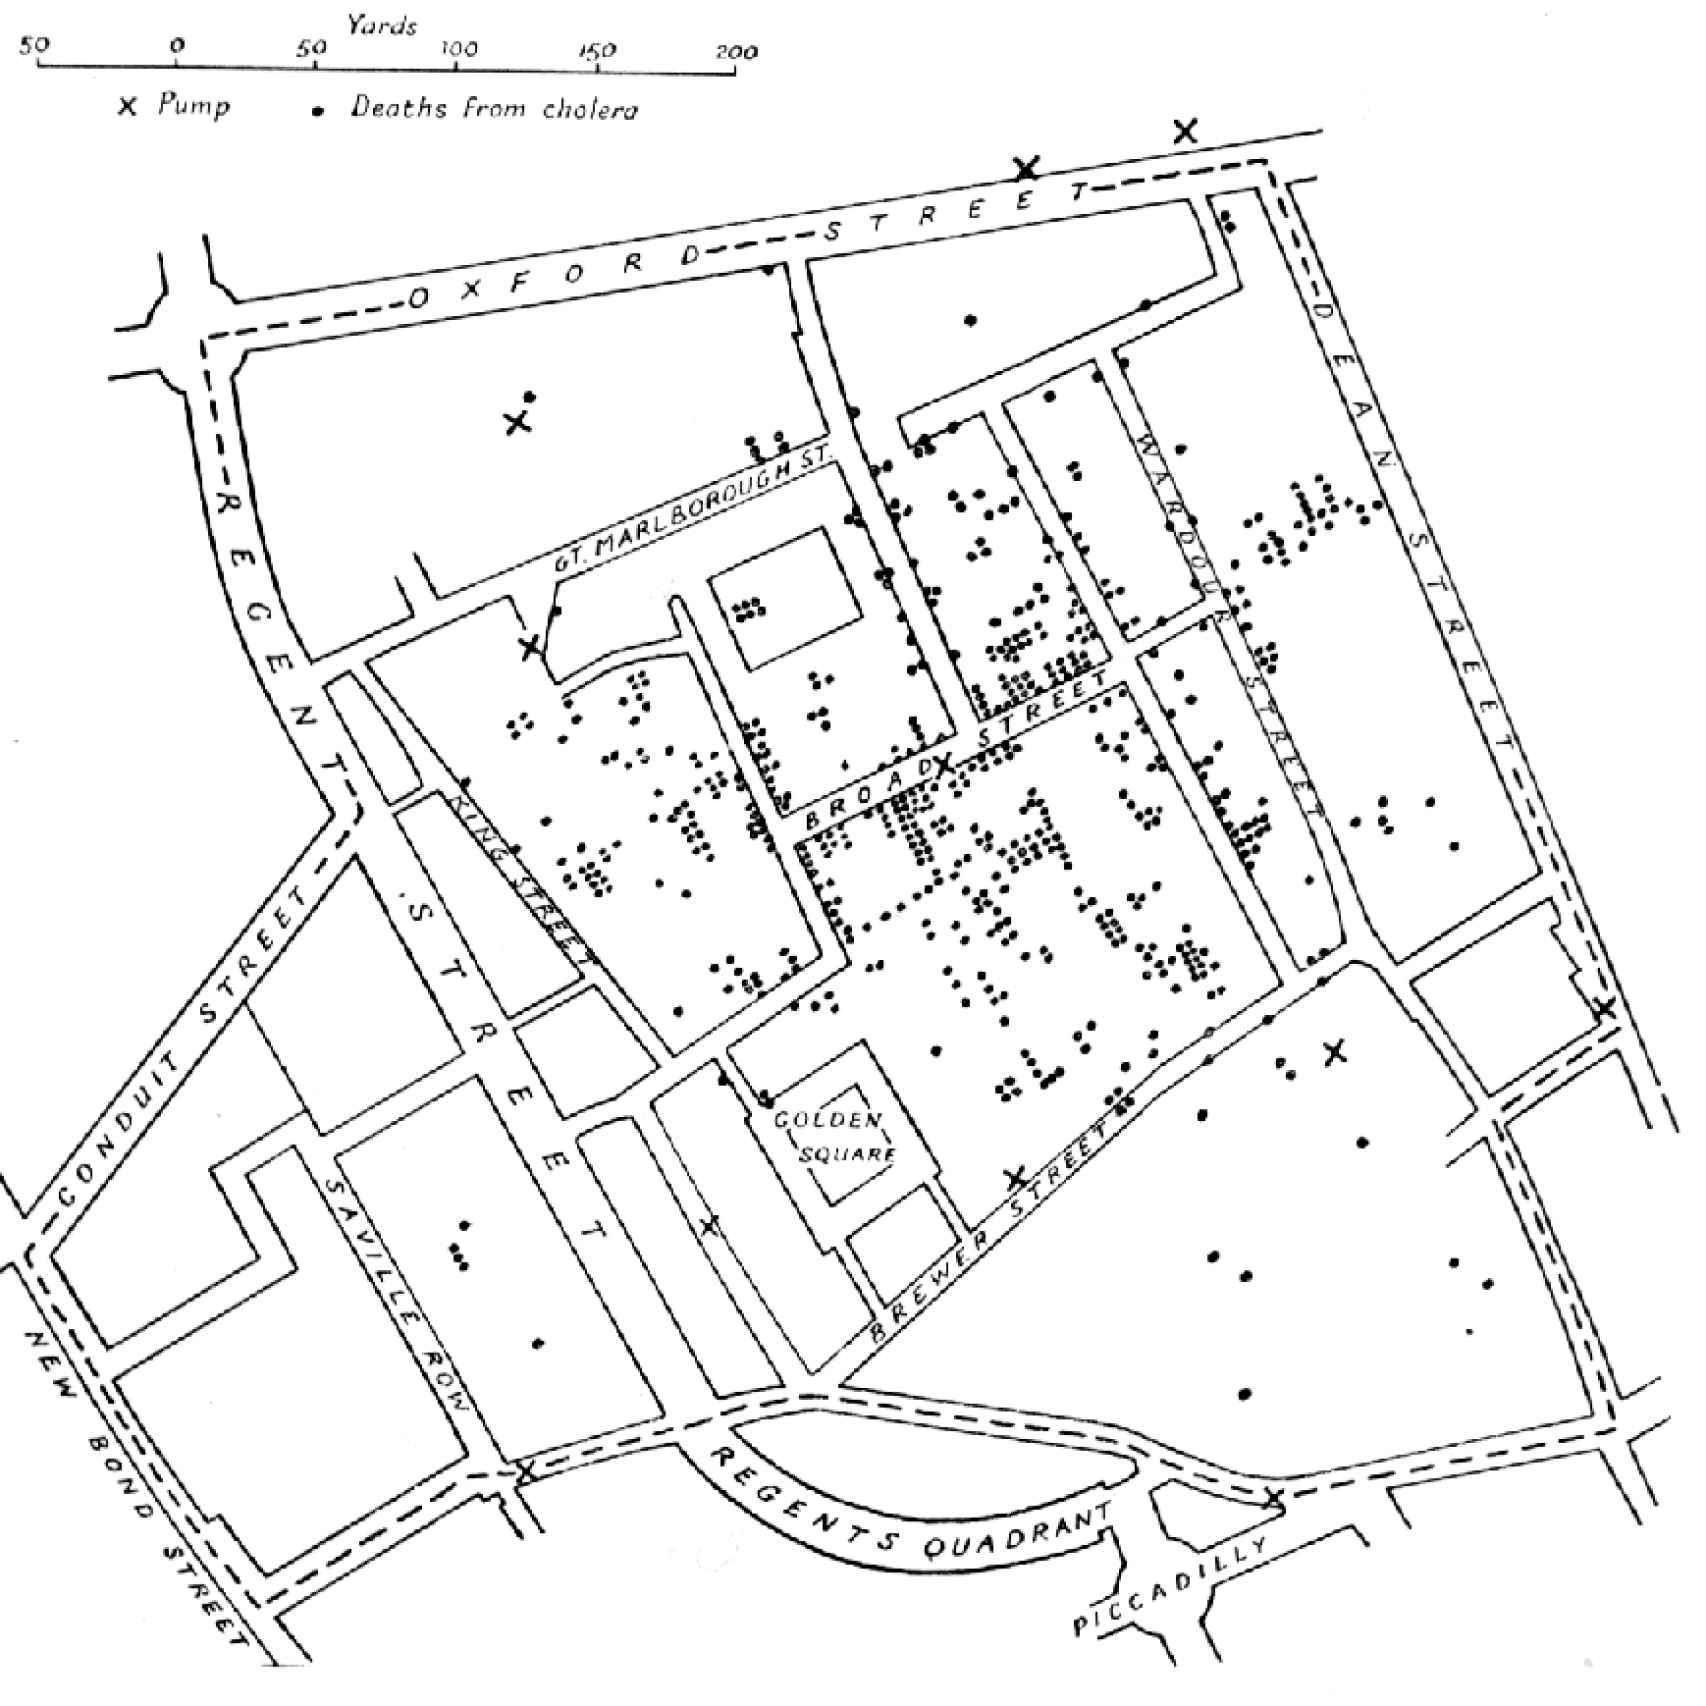 Yards
50 0 50 100 150 200
X Pump • Deaths from cholera
OXFORD STREET
REGENT STREET
DEAN STREET
GT. MARLBOROUGH ST.
WARDOUR STREET
BROAD STREET
KING STREET
CONDUIT STREET
GOLDEN
SQUARE
BREWER STREET
SAVILLE ROW
NEW BOND STREET
REGENTS QUADRANT
PICCADILLY